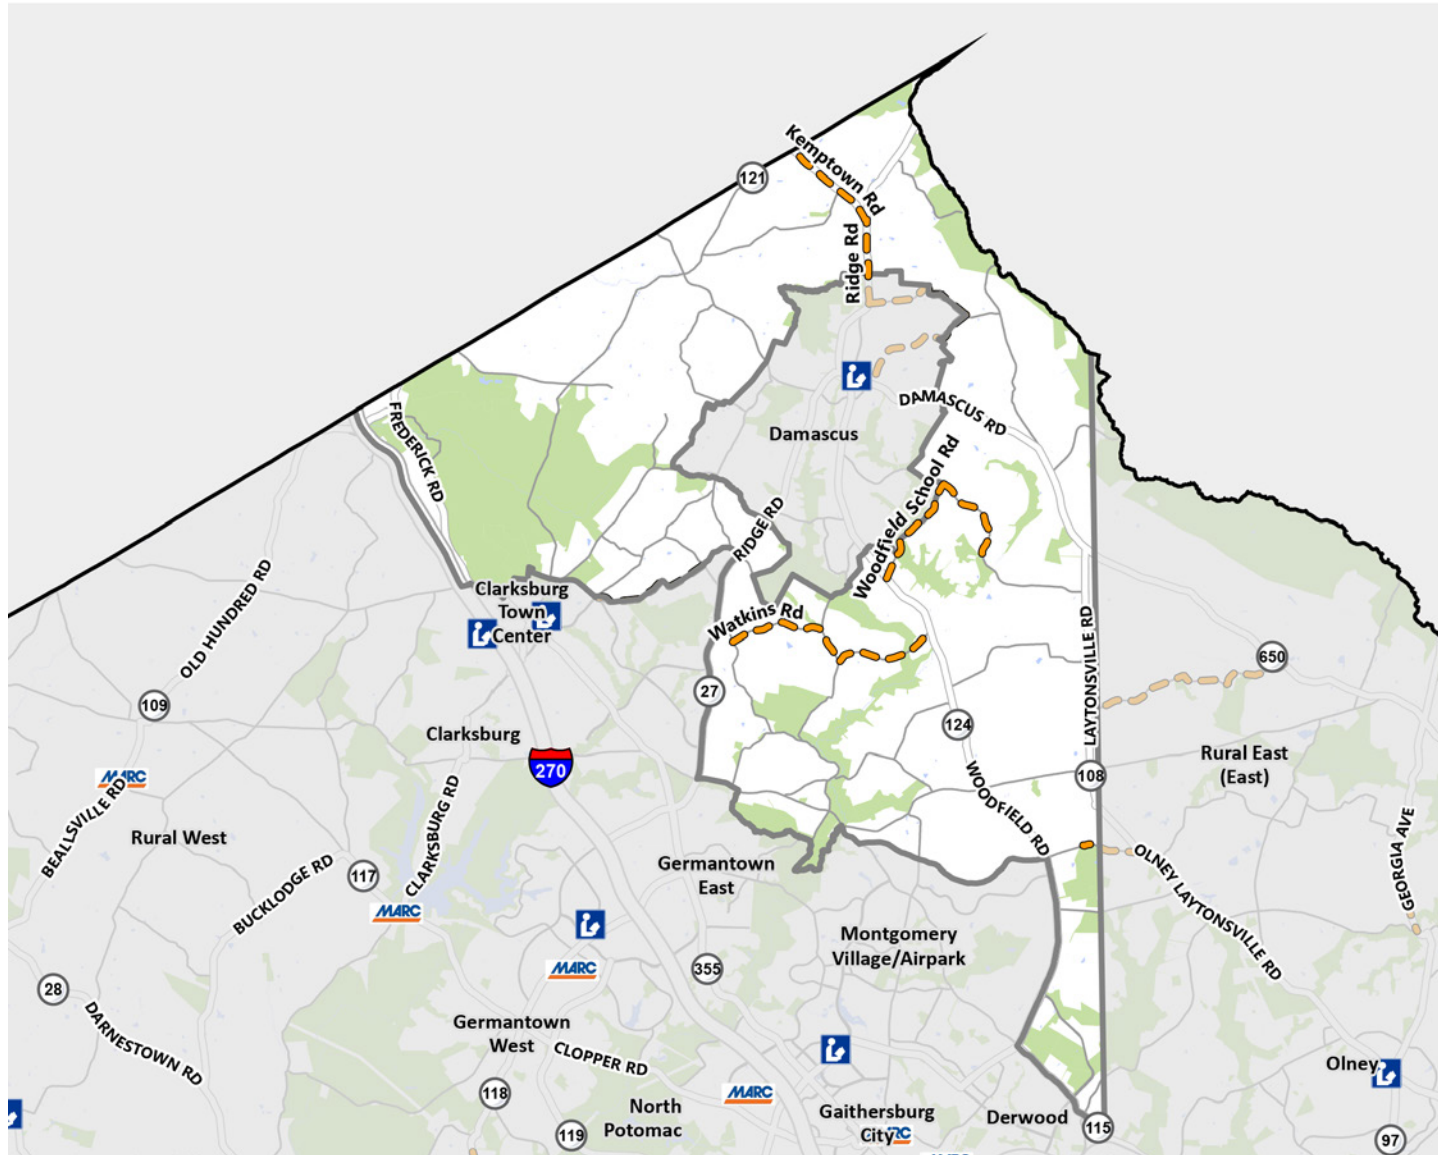 Kemptown Rd
121
Ridge Rd
DAMASCUS RD
FREDERICK RD
Damascus
Woodfield School Rd
RIDGE RD
OLD HUNDRED RD
Clarksburg
Town
Center
Watkins Rd
LAYTONSVILLE RD
650
27
109
124
Clarksburg
Rural East
(East)
270
108
MARC
BEALLSVILLE RD
CLARKSBURG RD
WOODFIELD RD
Rural West
GEORGIA AVE
Germantown
East
OLNEY LAYTONSVILLE RD
117
BUCKLODGE RD
MARC
Montgomery
Village/Airpark
MARC
355
28
DARNESTOWN RD
Germantown
West
CLOPPER RD
Olney
118
MARC
North
Potomac
Gaithersburg
City
RC
Derwood
115
119
97